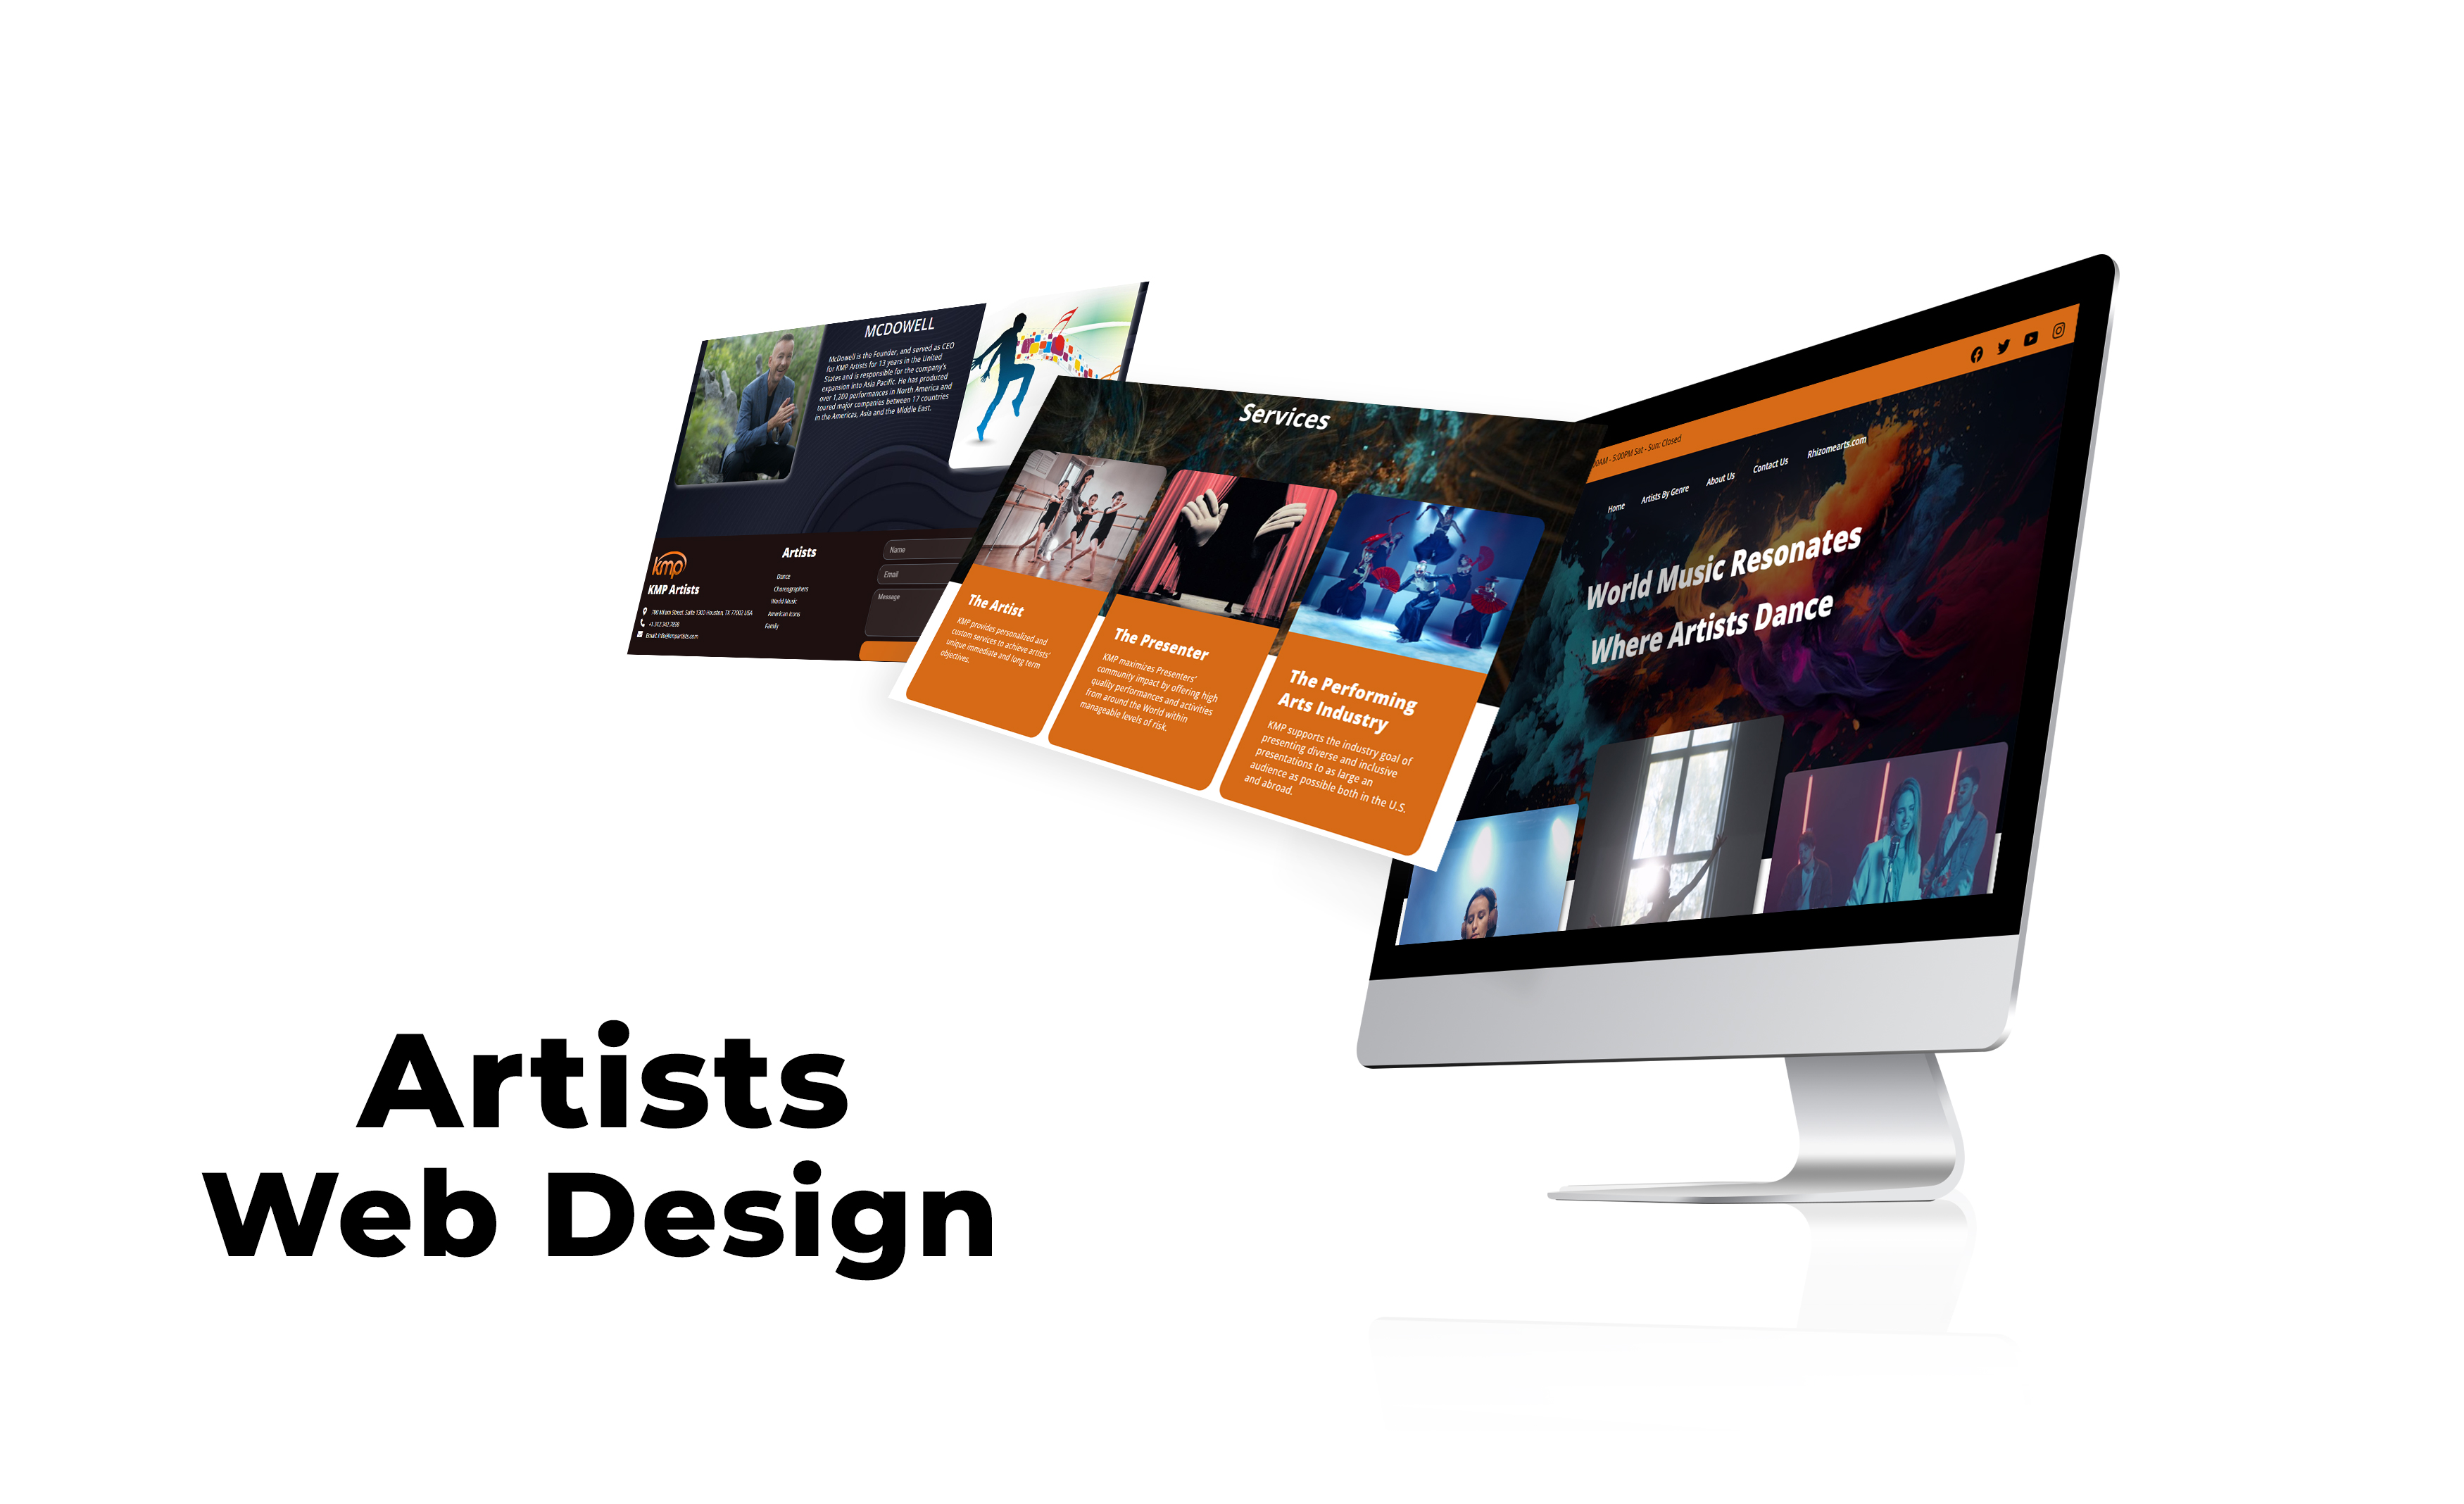 MCDOWELL
McDowell is the Founder, and served as CEO
for KMP Artists for 13 years in the United
States and is responsible for the company's
expansion into Asia Pacific. He has produced
over 1,200 performances in North America and
toured major companies between 17 countries
in the Americas, Asia and the Middle East.
kmp
KMP Artists
Suite 1300 Houston, TX 77002 USA
Email: info@kmpartists.com
Artists
Dance
Choreographers
World Music
American Icons
Family
Name
Email
Message
Services
The Artist
KMP provides personalized and
custom services to achieve artists'
unique immediate and long term
objectives.
The Presenter
KMP maximizes Presenters'
community impact by offering high
quality performances and activities
from around the World within
manageable levels of risk.
The Performing
Arts Industry
KMP supports the industry goal of
presenting diverse and inclusive
presentations to as large an
audience as possible both in the U.S.
and abroad.
00AM - 5:00PM Sat - Sun: Closed
Home
Artists By Genre
About Us
Contact Us
Rhizomearts.com
World Music Resonates
Where Artists Dance
Artists
Web Design